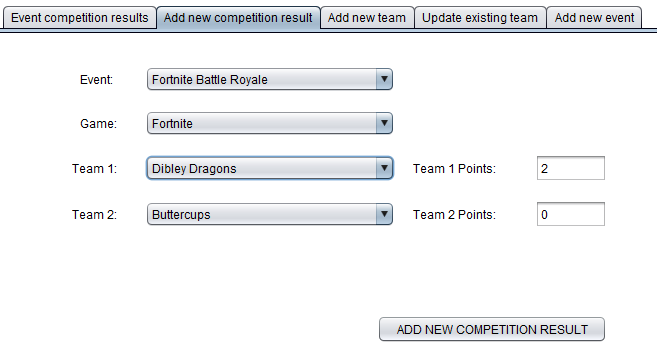 Event competition results Add new competition result Add new team Update existing team Add new event
Event: Fortnite Battle Royale
Game: Fortnite
Team 1: Dibley Dragons Team 1 Points: 2
Team 2: Buttercups Team 2 Points: 0
ADD NEW COMPETITION RESULT